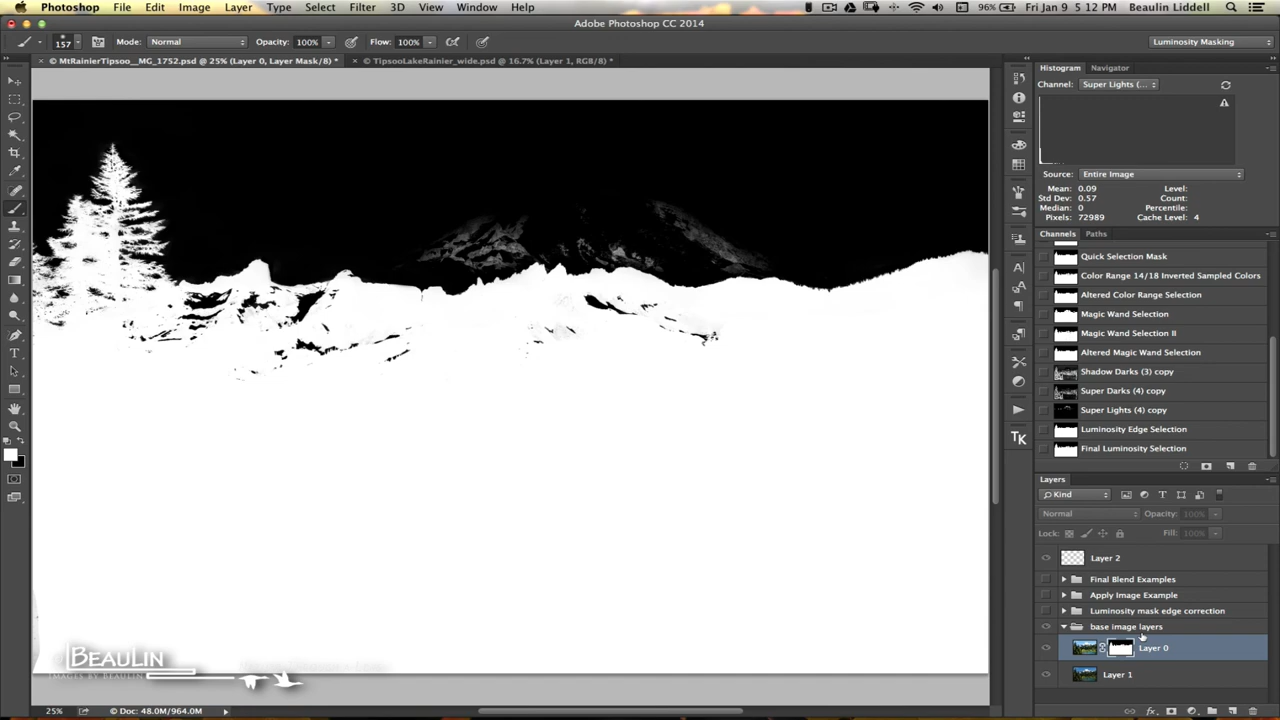 Photoshop File Edit Image Layer Type Select Filter 3D View Window Help 96% Fri Jan 9 5:12 PM Beaulin Liddell
Adobe Photoshop CC 2014
157 Mode: Normal Opacity: 100% Flow: 100% Luminosity Masking
MtRainierTipsoo__MG_1752.psd @ 25% (Layer 0, Layer Mask/8) *
TipsooLakeRainier_wide.psd @ 16.7% (Layer 1, RGB/8) *
Histogram Navigator
Channel: Super Lights (...
Source: Entire Image
Mean: 0.09 Level:
Std Dev: 0.57 Count:
Median: 0 Percentile:
Pixels: 72989 Cache Level: 4
Channels Paths
Quick Selection Mask
Color Range 14/18 Inverted Sampled Colors
Altered Color Range Selection
Magic Wand Selection
Magic Wand Selection II
Altered Magic Wand Selection
Shadow Darks (3) copy
Super Darks (4) copy
Super Lights (4) copy
Luminosity Edge Selection
Final Luminosity Selection
TK
Layers
Kind
Normal Opacity: 100%
Lock: Fill: 100%
Layer 2
Final Blend Examples
Apply Image Example
Luminosity mask edge correction
base image layers
Layer 0
Layer 1
BEAULIN
IMAGES BY BEAULIN
25% Doc: 48.0M/964.0M